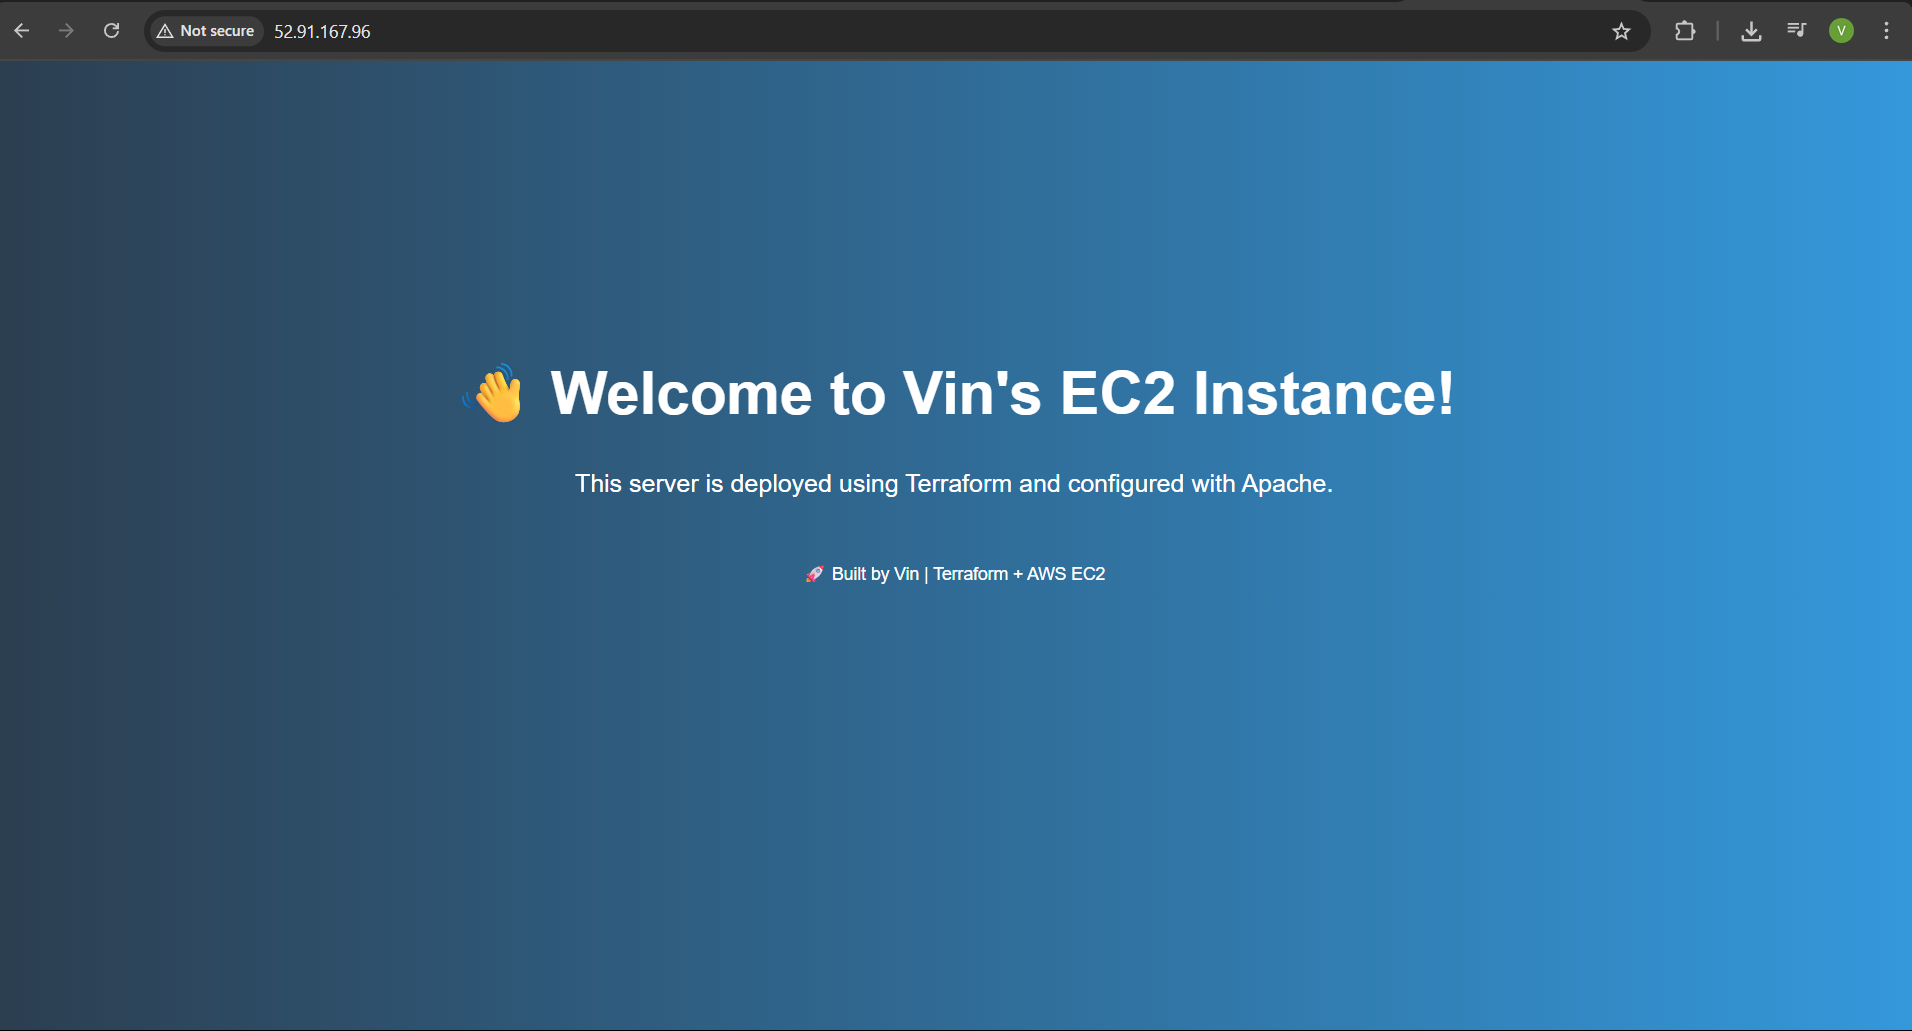 Not secure 52.91.167.96 V
👋 Welcome to Vin's EC2 Instance!
This server is deployed using Terraform and configured with Apache.
🚀 Built by Vin | Terraform + AWS EC2